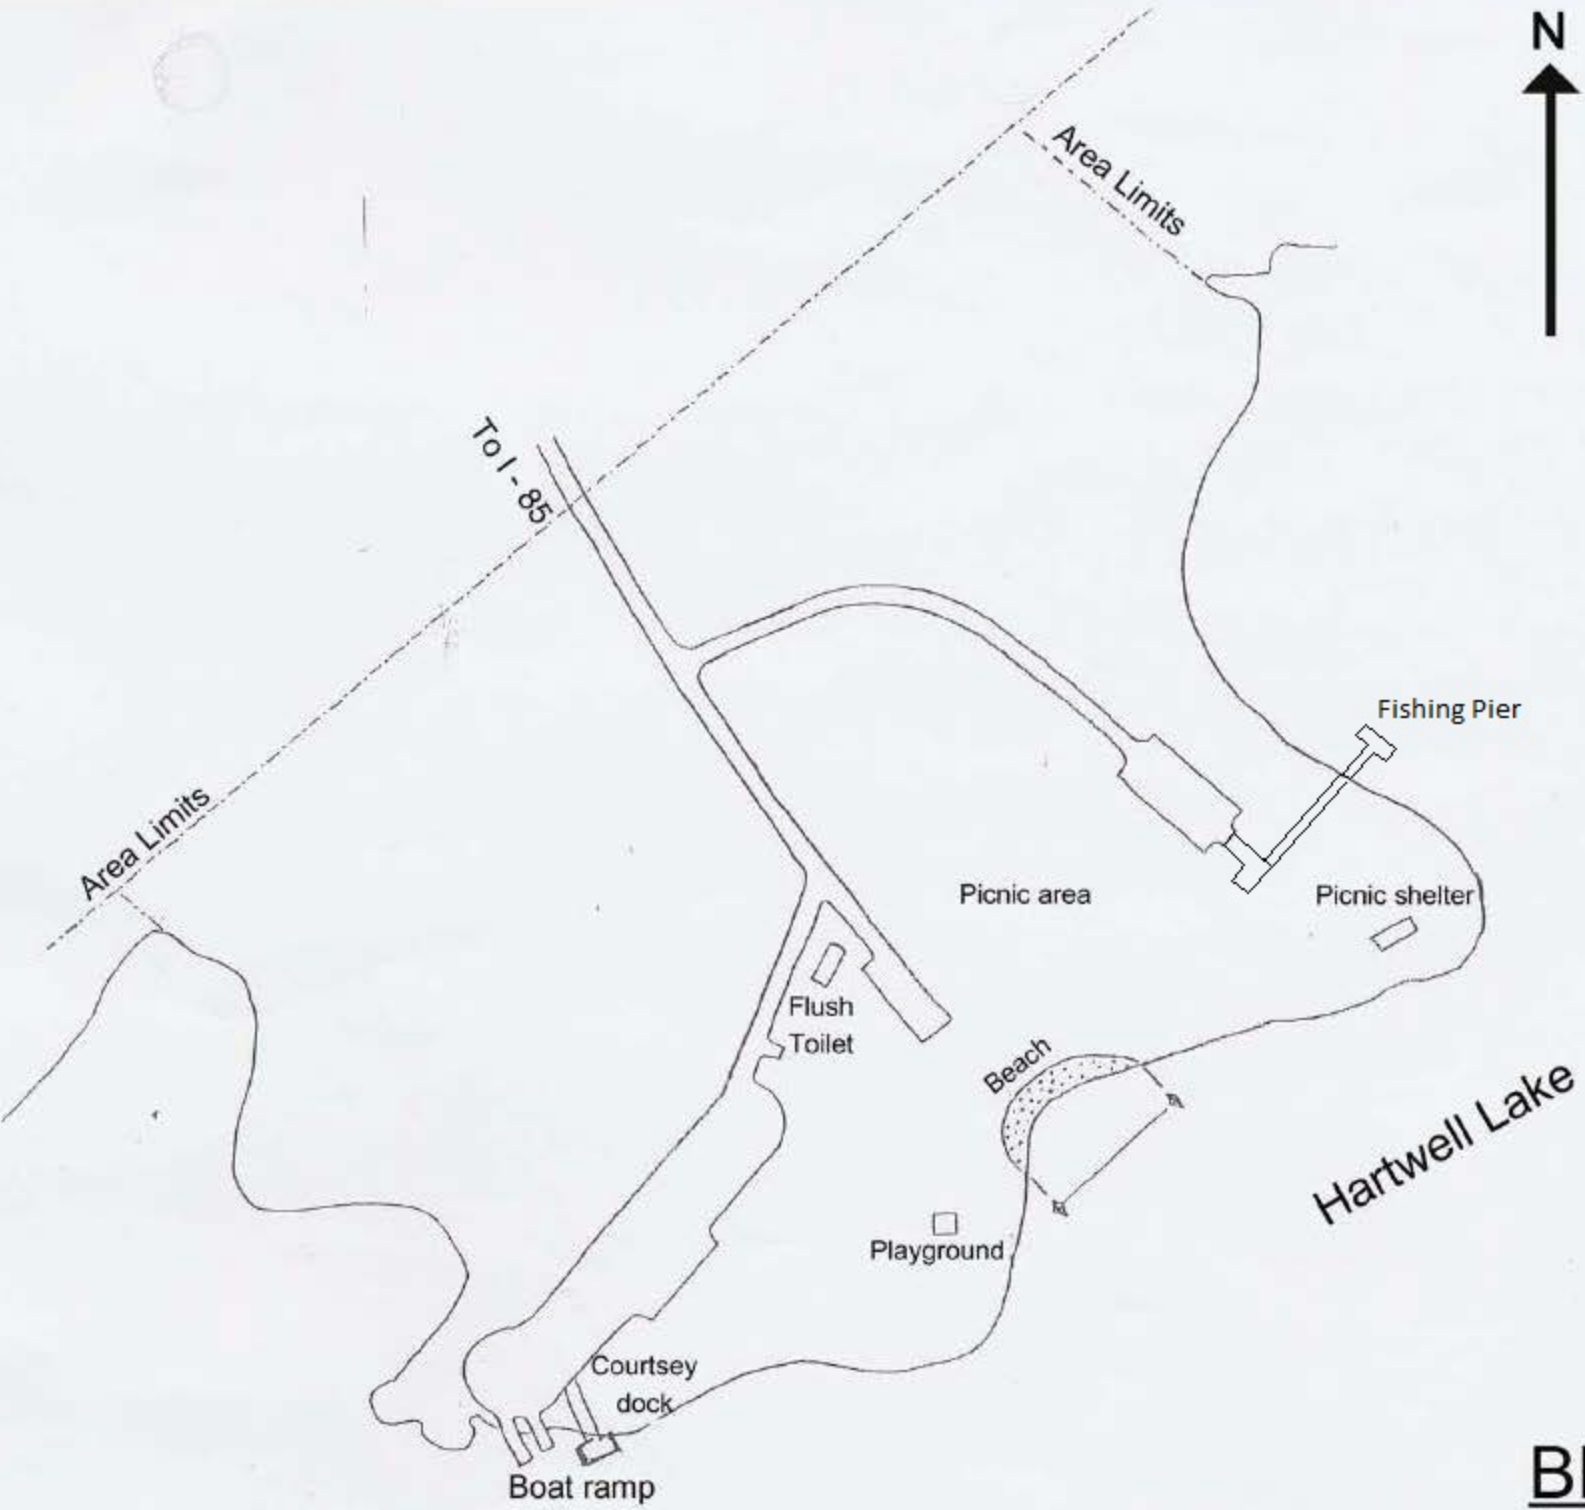 N
Area Limits
To I - 85
Fishing Pier
Area Limits
Picnic area
Picnic shelter
Flush
Toilet
Beach
Hartwell Lake
Playground
Courtsey
dock
Boat ramp